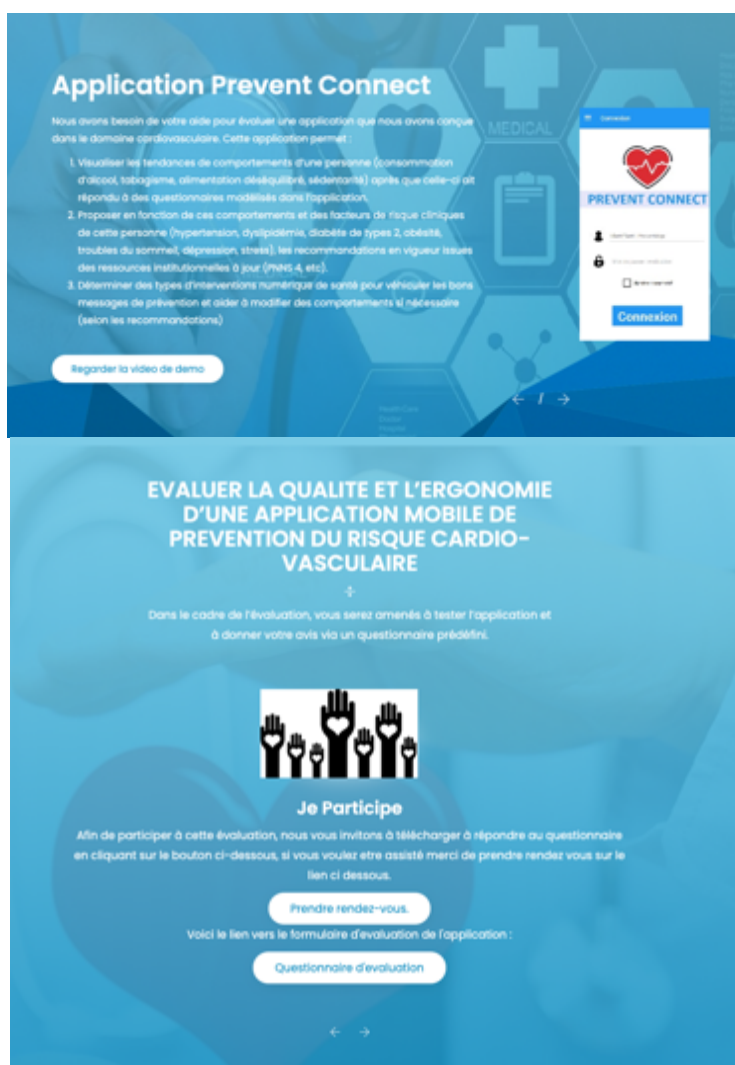 Application Prevent Connect
Nous avons besoin de votre aide pour évaluer une application que nous avons conçue
dans le domaine cardiovasculaire. Cette application permet :
1. Visualiser les tendances de comportements d'une personne (consommation
d'alcool, tabagisme, alimentation déséquilibré, sédentarité) après que celle-ci ait
répondu à des questionnaires modélisés dans l'application.
2. Proposer en fonction de ces comportements et des facteurs de risque cliniques
de cette personne (hypertension, dyslipidémie, diabète de types 2, obésité,
troubles du sommeil, dépression, stress), les recommandations en vigueur issues
des ressources institutionnelles à jour (PNNS 4, etc).
3. Déterminer des types d'interventions numérique de santé pour véhiculer les bons
messages de prévention et aider à modifier des comportements si nécessaire
(selon les recommandations)
Regarder la video de demo
MEDICAL
Connexion
PREVENT CONNECT
Connexion
Health Care
Doctor
Hospital
← / →
EVALUER LA QUALITE ET L'ERGONOMIE
D'UNE APPLICATION MOBILE DE
PREVENTION DU RISQUE CARDIO-
VASCULAIRE
Dans le cadre de l'évaluation, vous serez amenés à tester l'application et
à donner votre avis via un questionnaire prédéfini.
Je Participe
Afin de participer à cette évaluation, nous vous invitons à télécharger à répondre au questionnaire
en cliquant sur le bouton ci-dessous, si vous voulez etre assisté merci de prendre rendez vous sur le
lien ci dessous.
Prendre rendez-vous.
Voici le lien vers le formulaire d'evaluation de l'application :
Questionnaire d'evaluation
← →